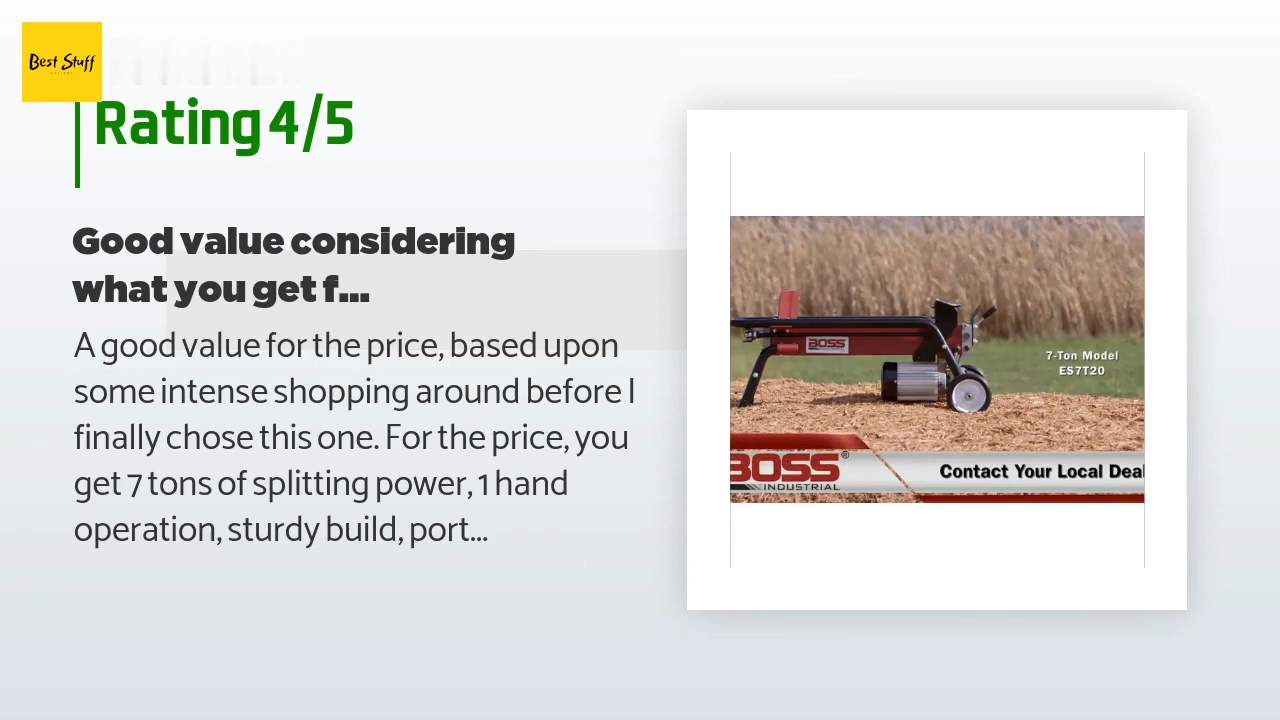 Best Stuff
Rating 4/5
Good value considering
what you get f...
A good value for the price, based upon
some intense shopping around before I
finally chose this one. For the price, you
get 7 tons of splitting power, 1 hand
operation, sturdy build, port...
BOSS
7-Ton Model
ES7T20
BOSS®
INDUSTRIAL
Contact Your Local Deal